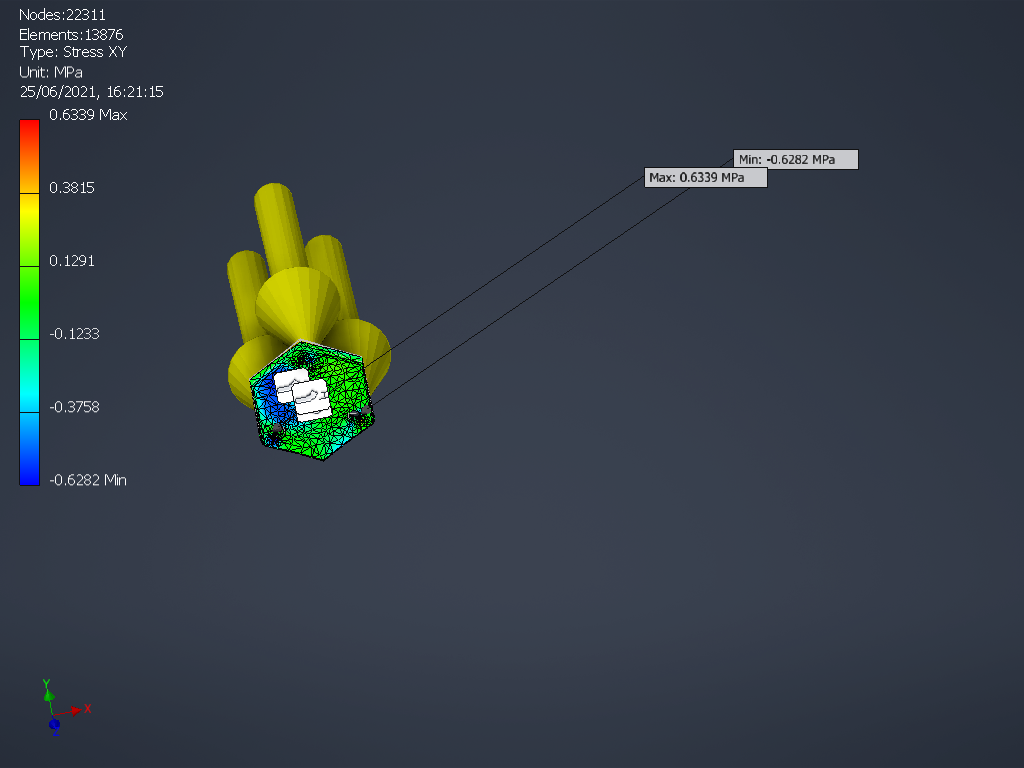 Nodes:22311
Elements:13876
Type: Stress XY
Unit: MPa
25/06/2021, 16:21:15
0.6339 Max
0.3815
0.1291
-0.1233
-0.3758
-0.6282 Min
Min: -0.6282 MPa
Max: 0.6339 MPa
Y
X
Z